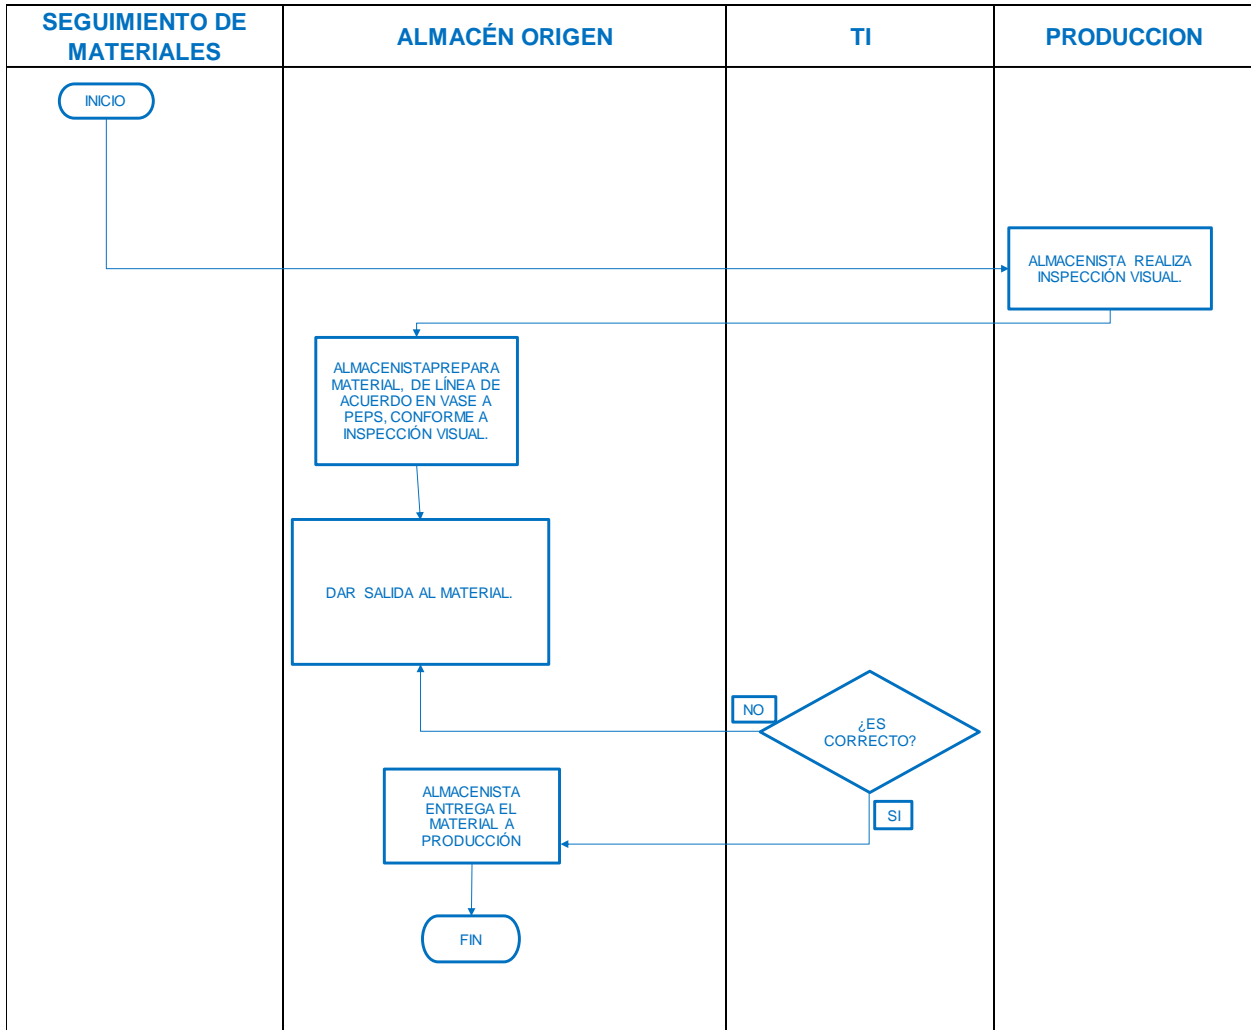 SEGUIMIENTO DE
MATERIALES
ALMACÉN ORIGEN
TI
PRODUCCION
INICIO
ALMACENISTA REALIZA
INSPECCIÓN VISUAL.
ALMACENISTAPREPARA
MATERIAL, DE LÍNEA DE
ACUERDO EN VASE A
PEPS, CONFORME A
INSPECCIÓN VISUAL.
DAR SALIDA AL MATERIAL.
NO
¿ES
CORRECTO?
SI
ALMACENISTA
ENTREGA EL
MATERIAL A
PRODUCCIÓN
FIN